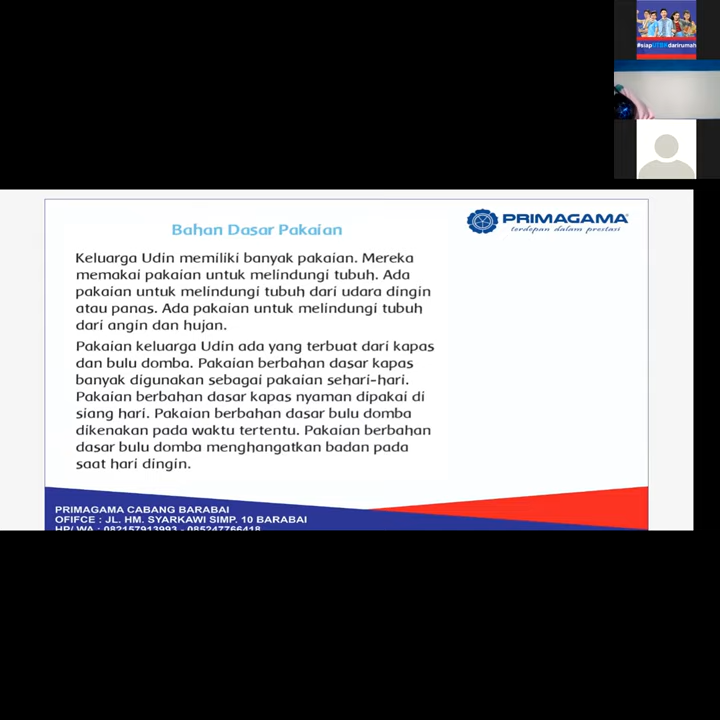 #siapUTBKdarirumah
PRIMAGAMA
terdepan dalam prestasi
Bahan Dasar Pakaian
Keluarga Udin memiliki banyak pakaian. Mereka
memakai pakaian untuk melindungi tubuh. Ada
pakaian untuk melindungi tubuh dari udara dingin
atau panas. Ada pakaian untuk melindungi tubuh
dari angin dan hujan.
Pakaian keluarga Udin ada yang terbuat dari kapas
dan bulu domba. Pakaian berbahan dasar kapas
banyak digunakan sebagai pakaian sehari-hari.
Pakaian berbahan dasar kapas nyaman dipakai di
siang hari. Pakaian berbahan dasar bulu domba
dikenakan pada waktu tertentu. Pakaian berbahan
dasar bulu domba menghangatkan badan pada
saat hari dingin.
PRIMAGAMA CABANG BARABAI
OFIFCE : JL. HM. SYARKAWI SIMP. 10 BARABAI
HP/ WA : 082157913993 - 085247766418